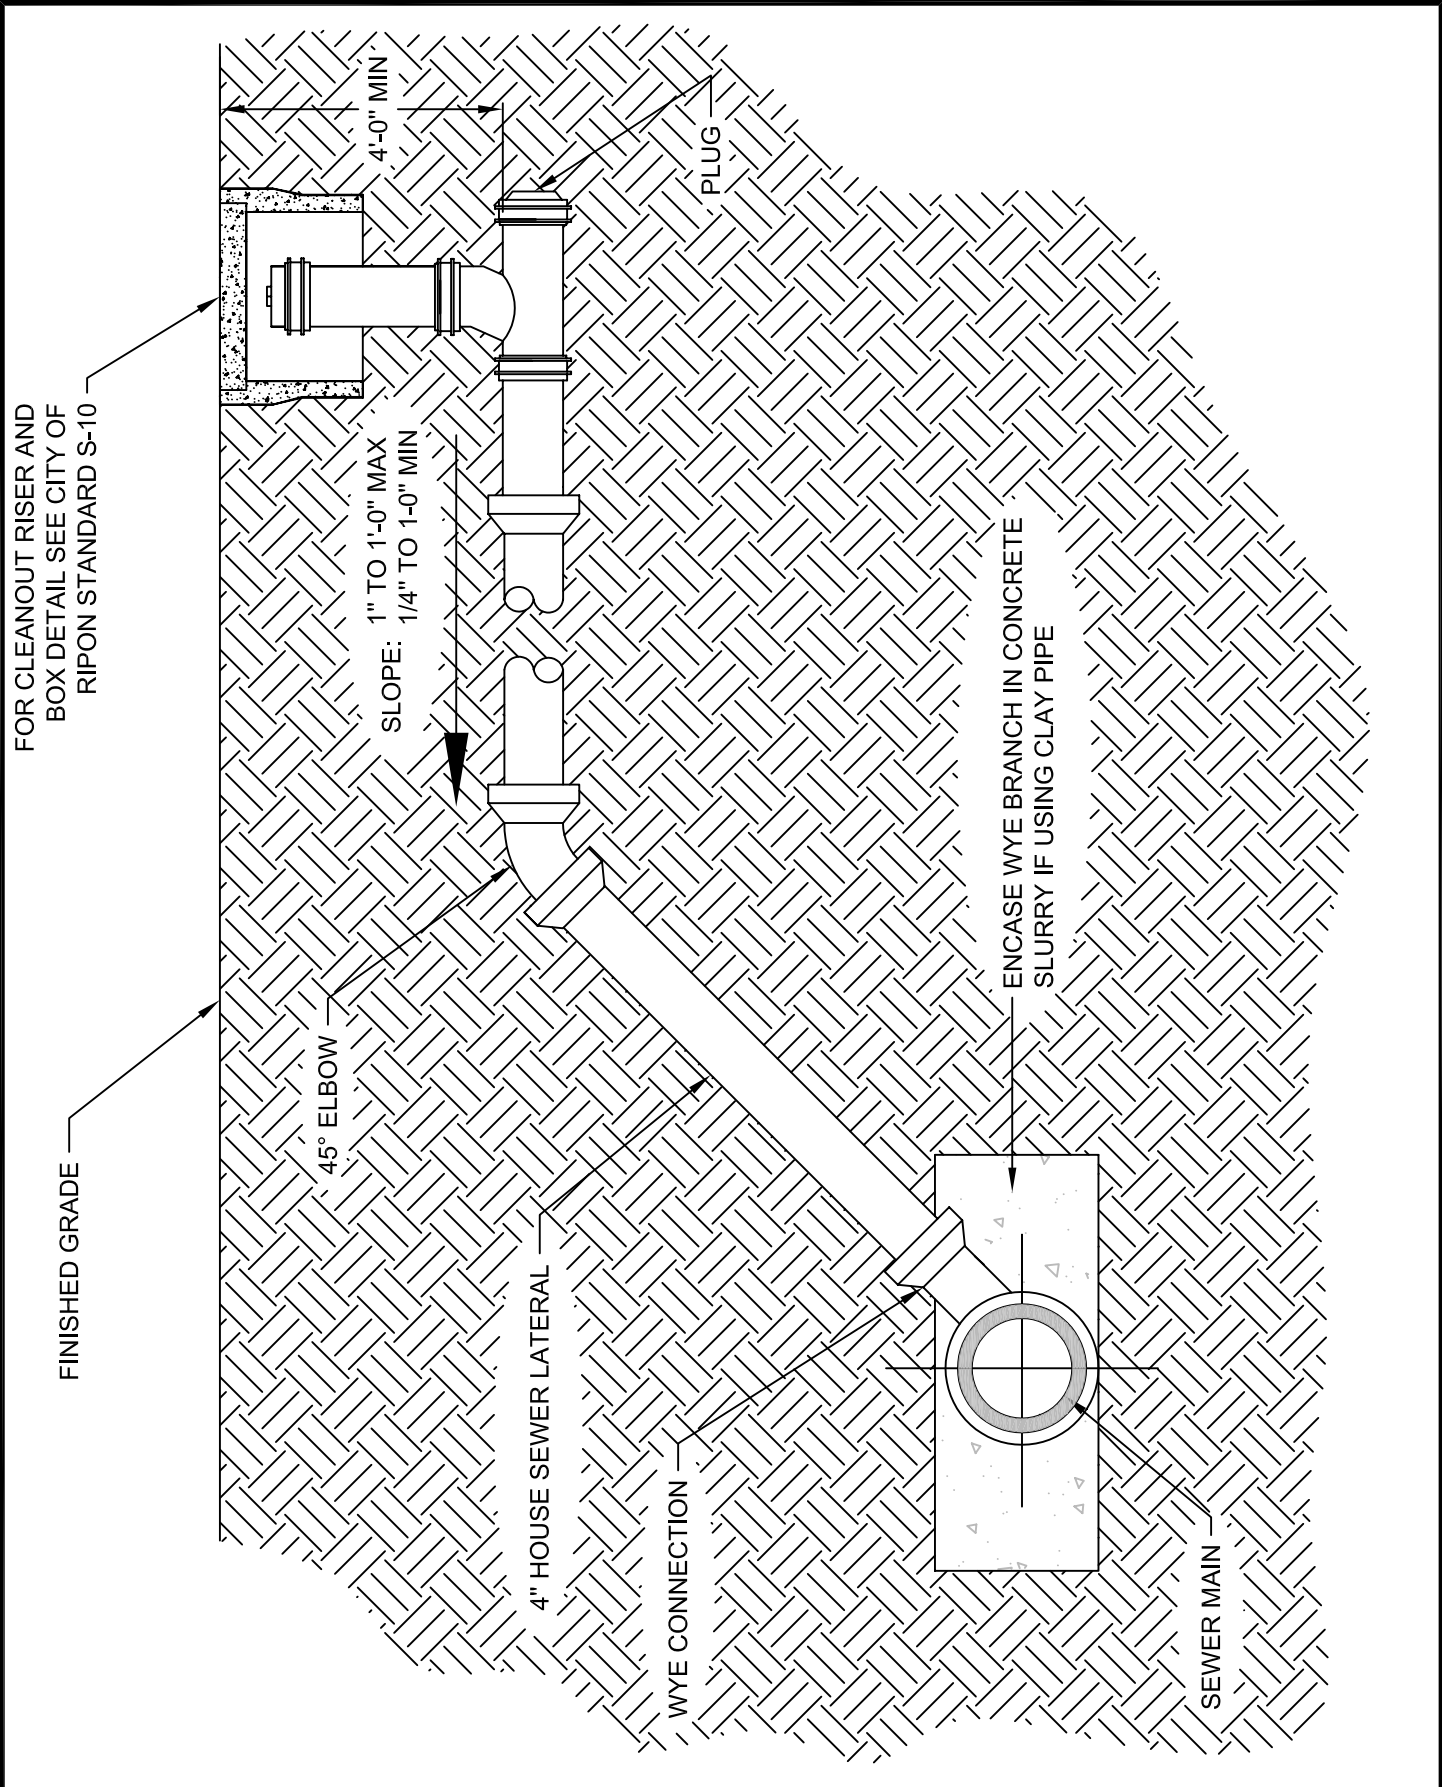 FINISHED GRADE
FOR CLEANOUT RISER AND
BOX DETAIL SEE CITY OF
RIPON STANDARD S-10
4'-0" MIN
45° ELBOW
SLOPE:
1" TO 1'-0" MAX
1/4" TO 1-0" MIN
4" HOUSE SEWER LATERAL
PLUG
WYE CONNECTION
ENCASE WYE BRANCH IN CONCRETE
SLURRY IF USING CLAY PIPE
SEWER MAIN